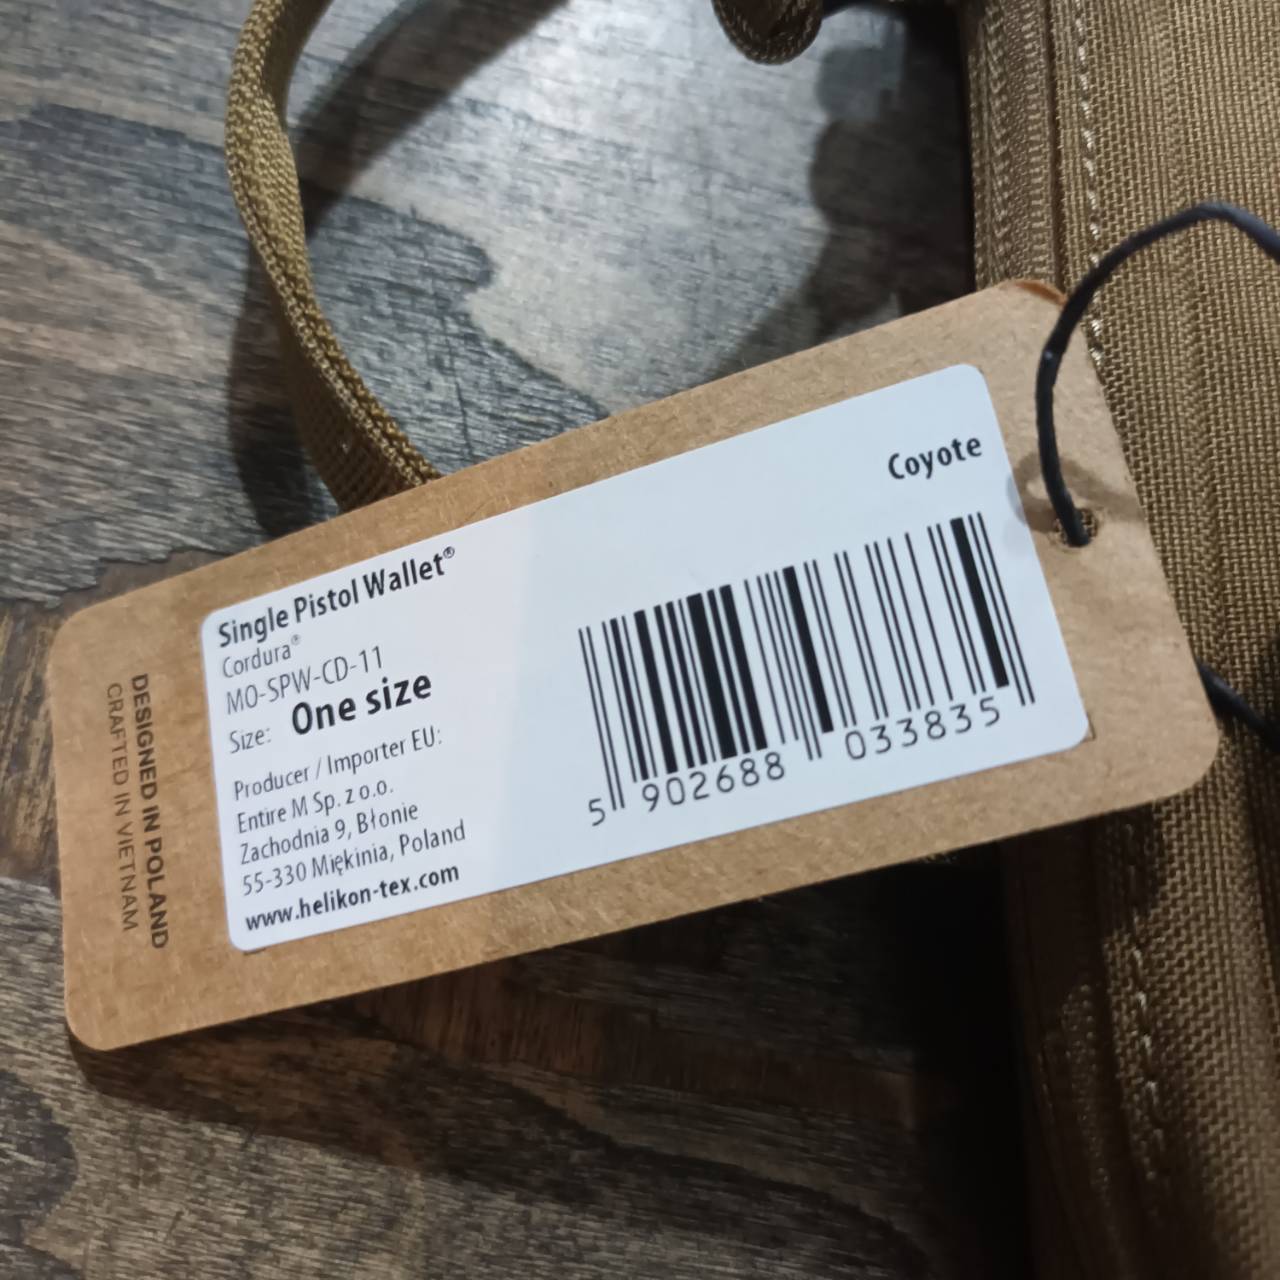 Coyote
Single Pistol Wallet®
Cordura®
MO-SPW-CD-11
Size: One size
Producer / Importer EU:
Entire M Sp. z o.o.
Zachodnia 9, Błonie
55-330 Miękinia, Poland
www.helikon-tex.com
5 902688 033835
DESIGNED IN POLAND
CRAFTED IN VIETNAM